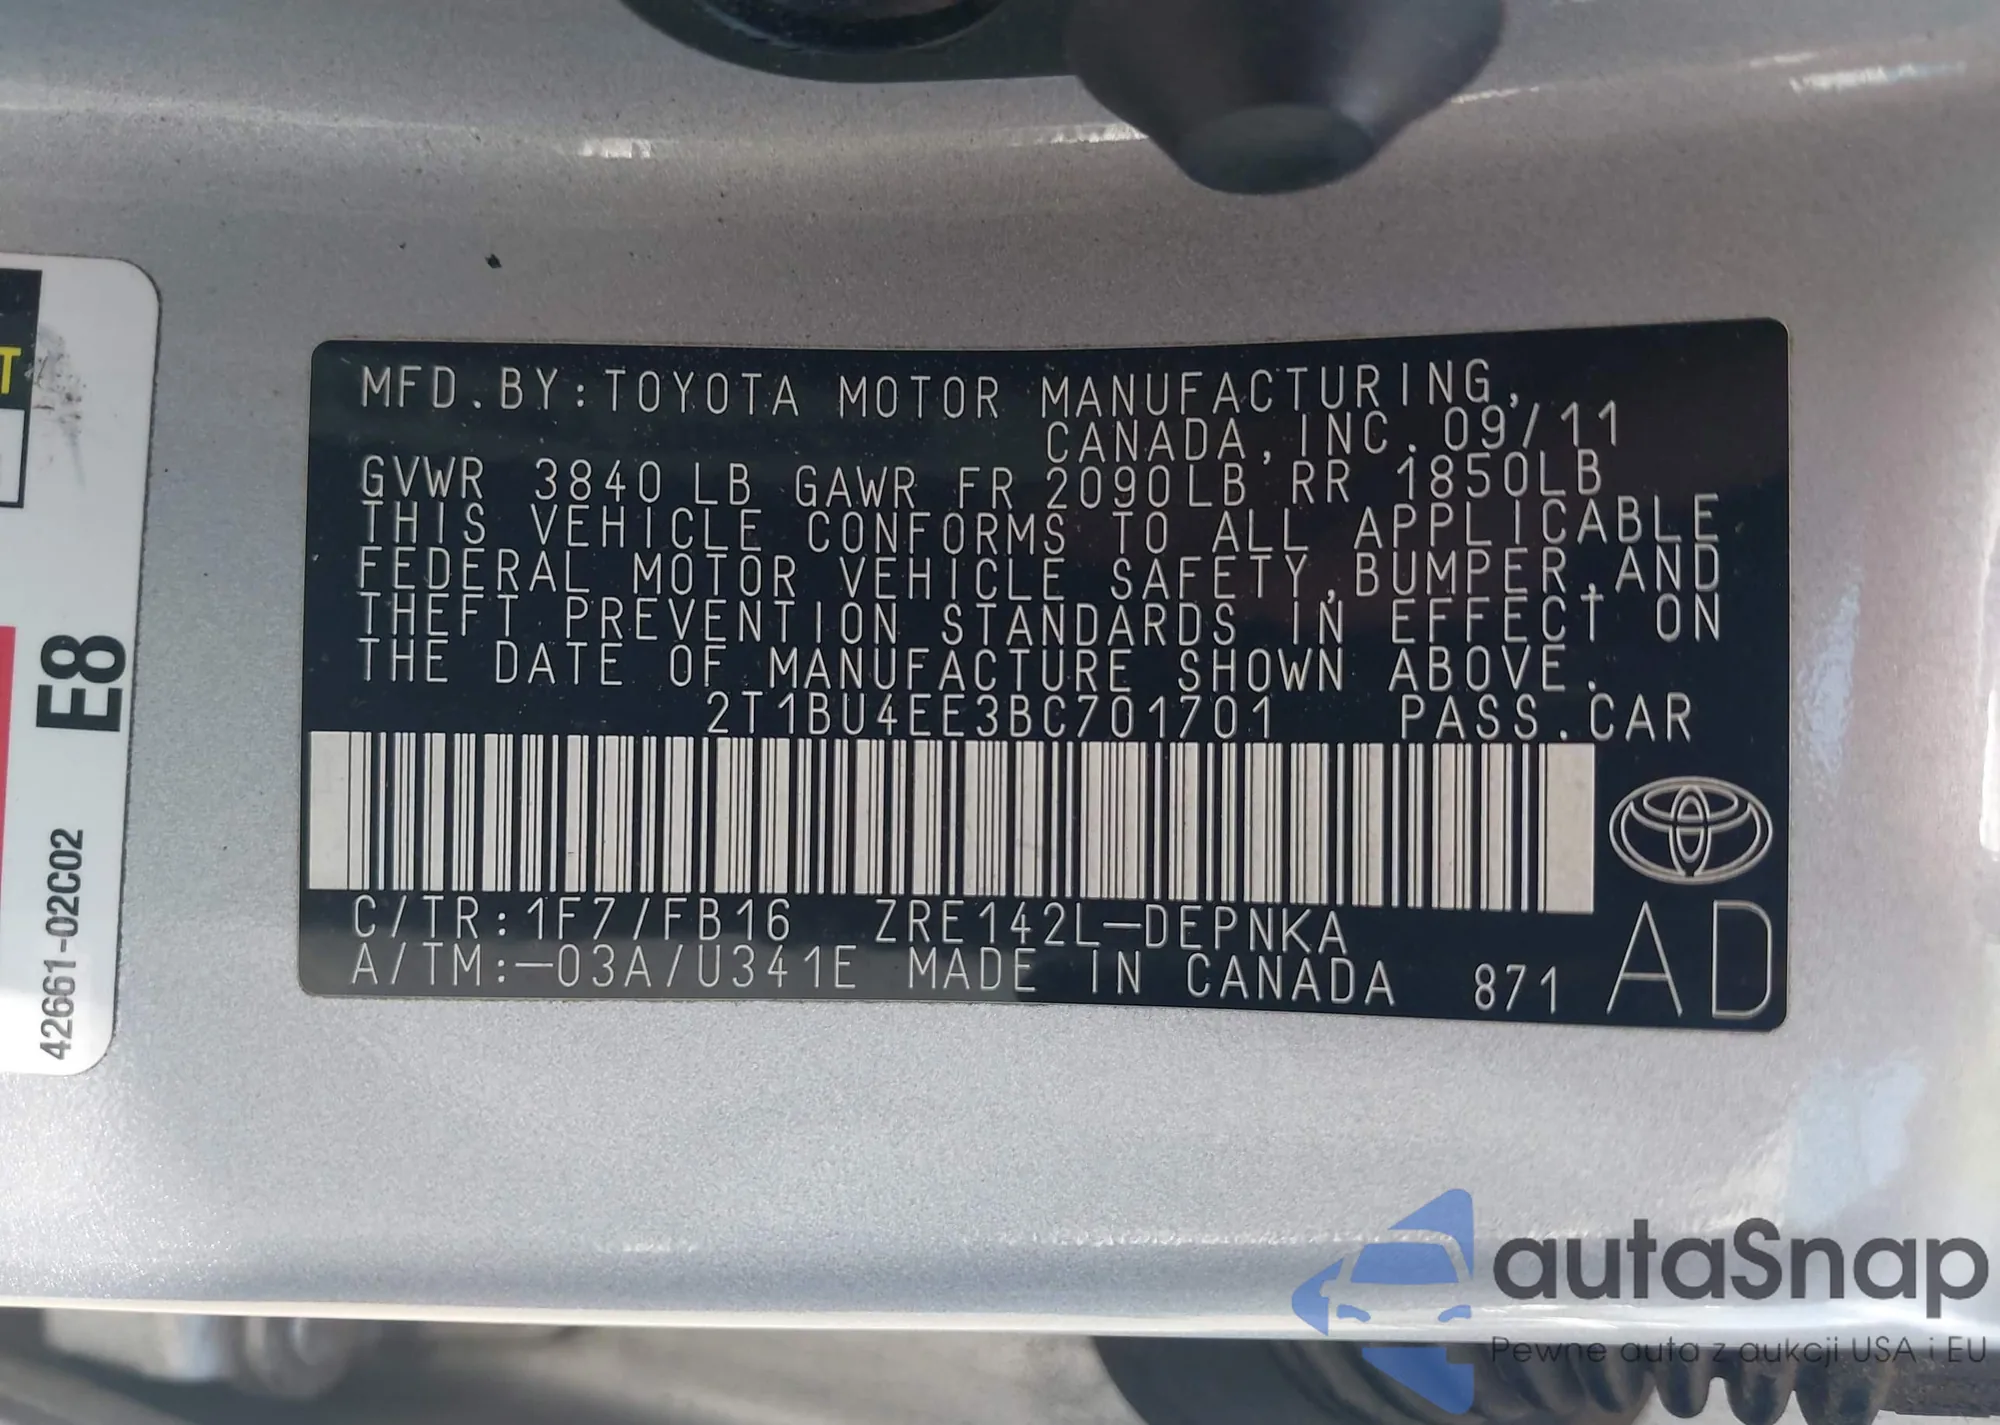 MFD.BY:TOYOTA MOTOR MANUFACTURING,
CANADA,INC.09/11
GVWR 3840LB GAWR FR 2090LB RR 1850LB
THIS VEHICLE CONFORMS TO ALL APPLICABLE
FEDERAL MOTOR VEHICLE SAFETY,BUMPER,AND
THEFT PREVENTION STANDARDS IN EFFECT ON
THE DATE OF MANUFACTURE SHOWN ABOVE.
2T1BU4EE3BC701701 PASS.CAR
C/TR:1F7/FB16 ZRE142L-DEPNKA
A/TM:-03A/U341E MADE IN CANADA 871
AD
T
E8
42661-02C02
autaSnap
Pewne auta z aukcji USA i EU